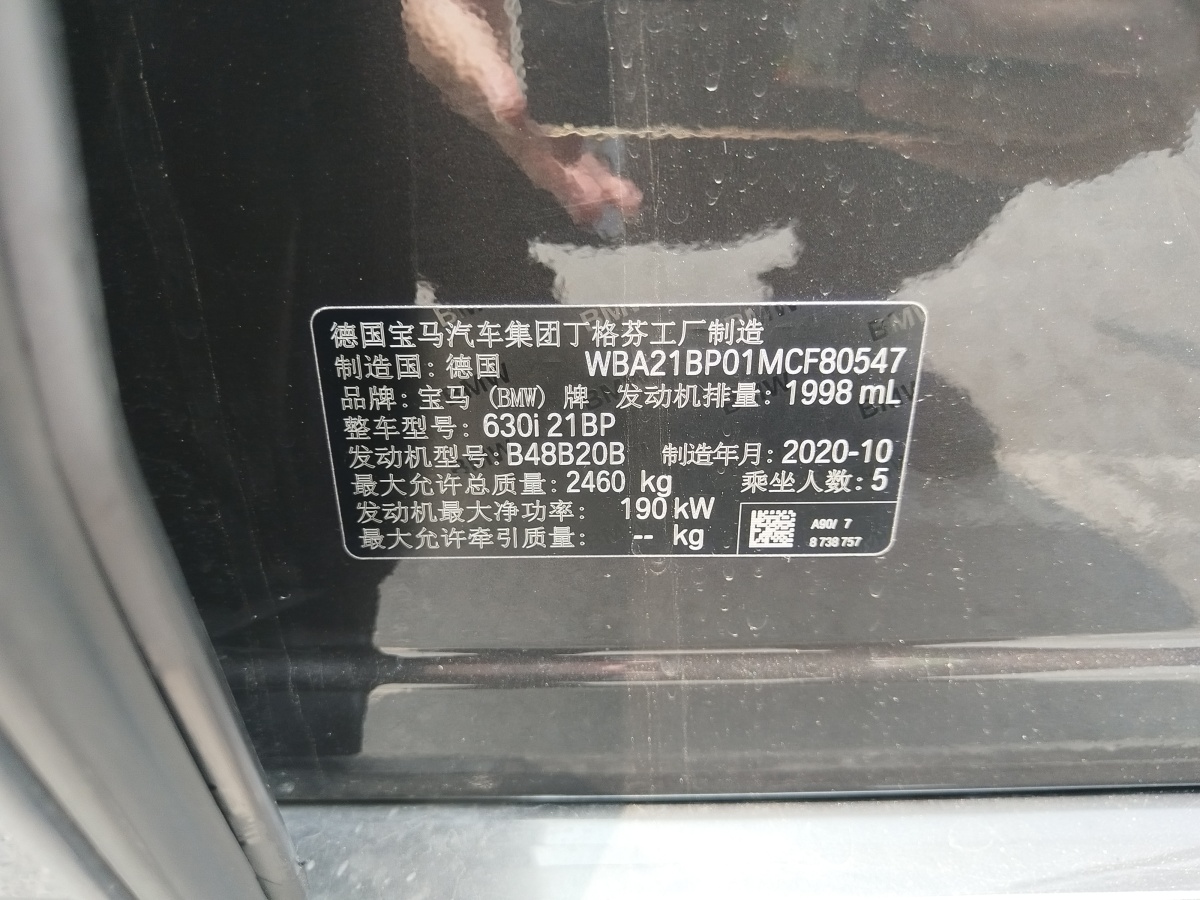 德国宝马汽车集团丁格芬工厂制造
制造国：德国 WBA21BP01MCF80547
品牌：宝马（BMW）牌 发动机排量：1998 mL
整车型号：630i 21BP
发动机型号：B48B20B 制造年月：2020-10
最大允许总质量：2460 kg 乘坐人数：5
发动机最大净功率： 190 kW
最大允许牵引质量： -- kg
A90/ 7
8 738 757